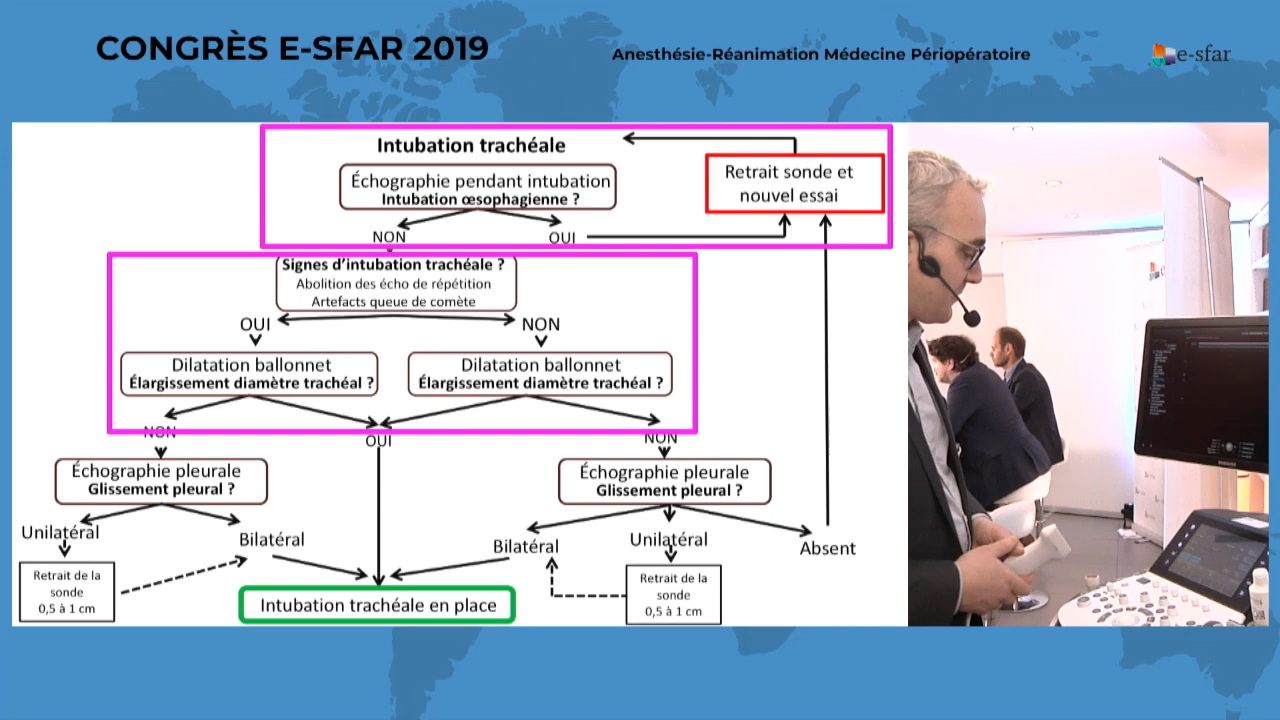 CONGRÈS E-SFAR 2019
Anesthésie-Réanimation Médecine Périopératoire
e-sfar
Intubation trachéale
Échographie pendant intubation
Intubation œsophagienne ?
Retrait sonde et
nouvel essai
NON
OUI
Signes d'intubation trachéale ?
Abolition des écho de répétition
Artefacts queue de comète
OUI
NON
Dilatation ballonnet
Élargissement diamètre trachéal ?
Dilatation ballonnet
Élargissement diamètre trachéal ?
NON
OUI
NON
Échographie pleurale
Glissement pleural ?
Échographie pleurale
Glissement pleural ?
Unilatéral
Bilatéral
Bilatéral
Unilatéral
Absent
Retrait de la
sonde
0,5 à 1 cm
Retrait de la
sonde
0,5 à 1 cm
Intubation trachéale en place